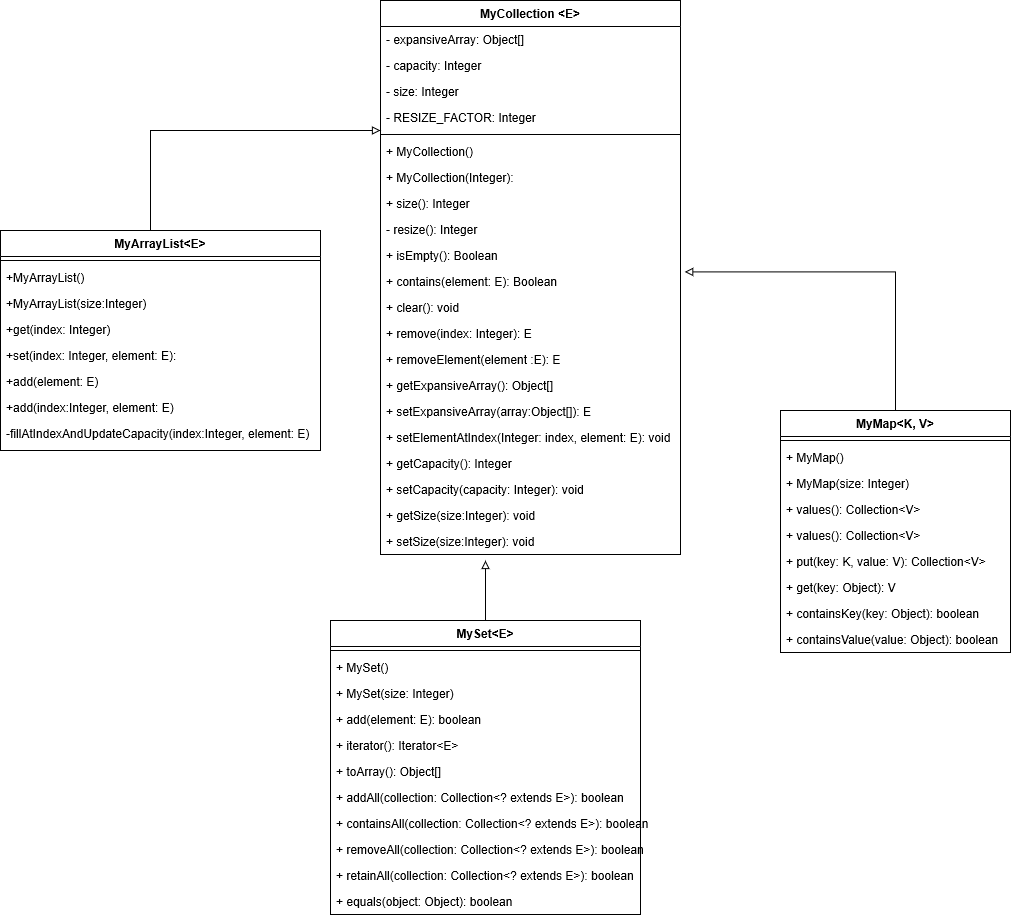 MyCollection <E>
- expansiveArray: Object[]
- capacity: Integer
- size: Integer
- RESIZE_FACTOR: Integer
+ MyCollection()
+ MyCollection(Integer):
+ size(): Integer
- resize(): Integer
+ isEmpty(): Boolean
+ contains(element: E): Boolean
+ clear(): void
+ remove(index: Integer): E
+ removeElement(element :E): E
+ getExpansiveArray(): Object[]
+ setExpansiveArray(array:Object[]): E
+ setElementAtIndex(Integer: index, element: E): void
+ getCapacity(): Integer
+ setCapacity(capacity: Integer): void
+ getSize(size:Integer): void
+ setSize(size:Integer): void
MyArrayList<E>
+MyArrayList()
+MyArrayList(size:Integer)
+get(index: Integer)
+set(index: Integer, element: E):
+add(element: E)
+add(index:Integer, element: E)
-fillAtIndexAndUpdateCapacity(index:Integer, element: E)
MyMap<K, V>
+ MyMap()
+ MyMap(size: Integer)
+ values(): Collection<V>
+ values(): Collection<V>
+ put(key: K, value: V): Collection<V>
+ get(key: Object): V
+ containsKey(key: Object): boolean
+ containsValue(value: Object): boolean
MySet<E>
+ MySet()
+ MySet(size: Integer)
+ add(element: E): boolean
+ iterator(): Iterator<E>
+ toArray(): Object[]
+ addAll(collection: Collection<? extends E>): boolean
+ containsAll(collection: Collection<? extends E>): boolean
+ removeAll(collection: Collection<? extends E>): boolean
+ retainAll(collection: Collection<? extends E>): boolean
+ equals(object: Object): boolean